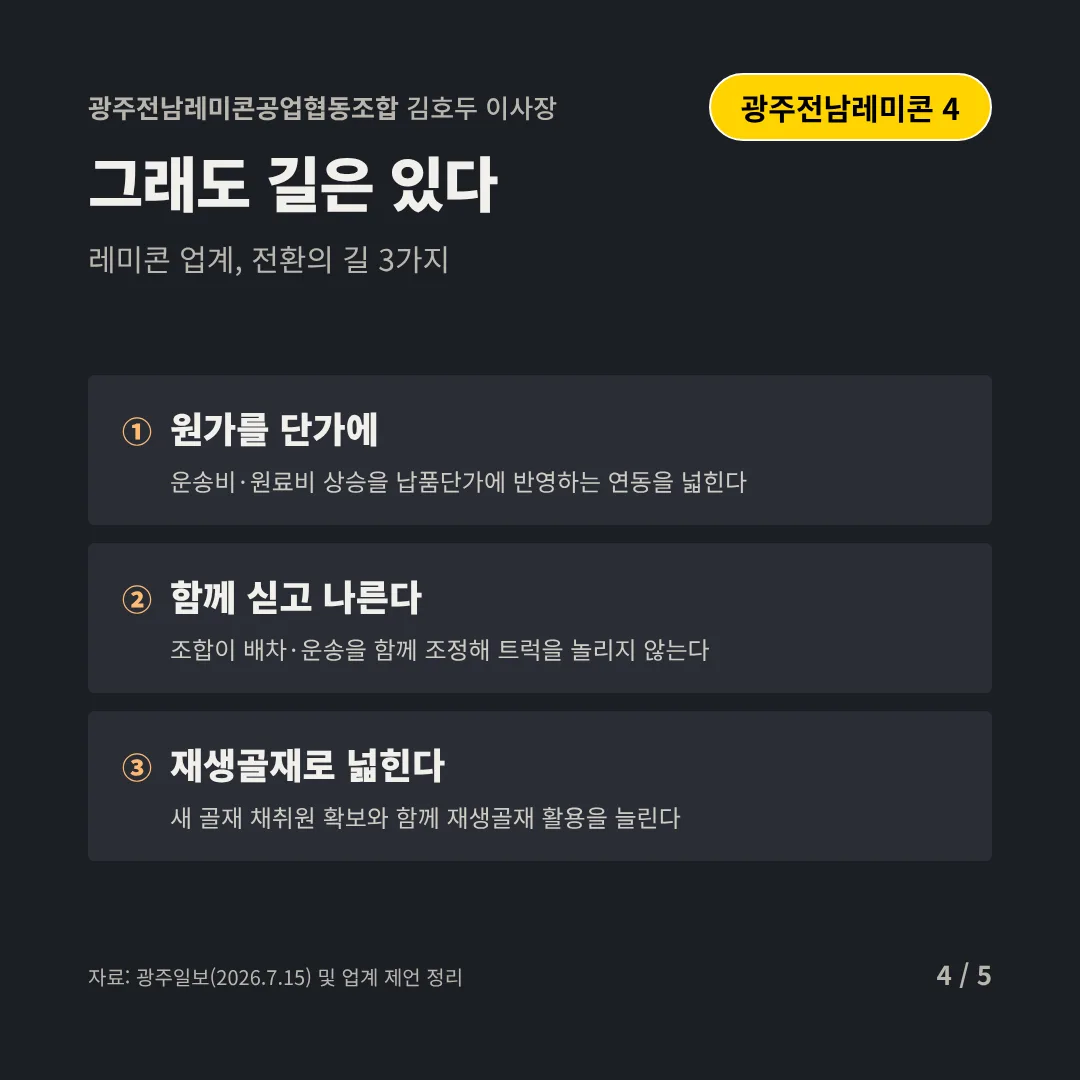 광주전남레미콘공업협동조합 김호두 이사장
광주전남레미콘 4
그래도 길은 있다
레미콘 업계, 전환의 길 3가지
① 원가를 단가에
운송비·원료비 상승을 납품단가에 반영하는 연동을 넓힌다
② 함께 싣고 나른다
조합이 배차·운송을 함께 조정해 트럭을 놀리지 않는다
③ 재생골재로 넓힌다
새 골재 채취원 확보와 함께 재생골재 활용을 늘린다
자료: 광주일보(2026.7.15) 및 업계 제언 정리
4 / 5